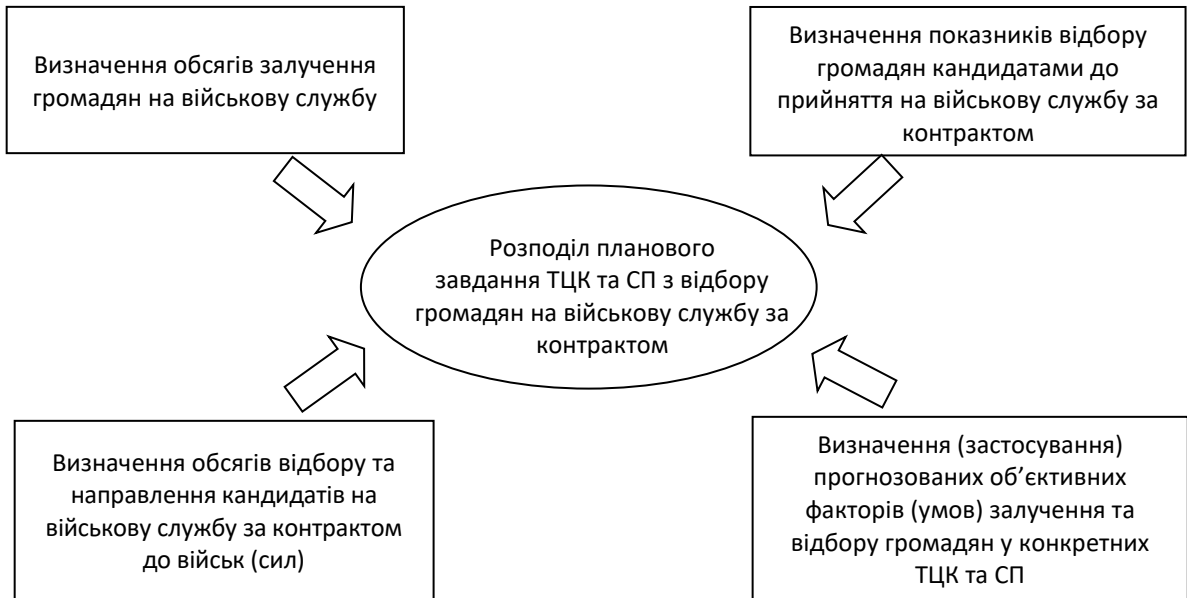 Визначення обсягів залучення
громадян на військову службу
Визначення показників відбору
громадян кандидатами до
прийняття на військову службу за
контрактом
Розподіл планового
завдання ТЦК та СП з відбору
громадян на військову службу за
контрактом
Визначення обсягів відбору та
направлення кандидатів на
військову службу за контрактом
до військ (сил)
Визначення (застосування)
прогнозованих об’єктивних
факторів (умов) залучення та
відбору громадян у конкретних
ТЦК та СП